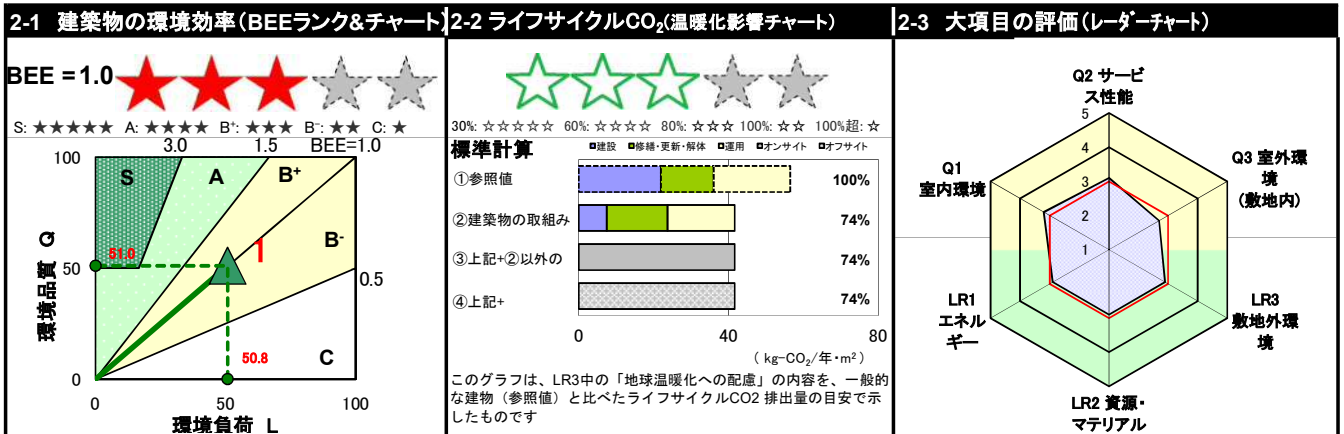 2-1 建築物の環境効率(BEEランク&チャート)
BEE = 1.0
S: ★★★★★ A: ★★★★ B+: ★★★ B-: ★★ C: ★
3.0 1.5 BEE=1.0
100
S A B+
B-
51.0
1
50
0.5
C
50.8
0
0 50 100
環境品質 Q
環境負荷 L
2-2 ライフサイクルCO2(温暖化影響チャート)
30%: ☆☆☆☆☆ 60%: ☆☆☆☆ 80%: ☆☆☆ 100%: ☆☆ 100%超: ☆
標準計算
■建設 ■修繕・更新・解体 ■運用 ■オンサイト ■オフサイト
①参照値 100%
②建築物の取組み 74%
③上記+②以外の 74%
④上記+ 74%
0 40 80
( kg-CO2/年・m2)
このグラフは、LR3中の「地球温暖化への配慮」の内容を、一般的
な建物(参照値)と比べたライフサイクルCO2 排出量の目安で示
したものです
2-3 大項目の評価(レーダーチャート)
Q2 サービ
ス性能
5
4
3
2
1
Q1
室内環境
Q3 室外環
境
(敷地内)
LR1
エネル
ギー
LR3
敷地外環
境
LR2 資源・
マテリアル